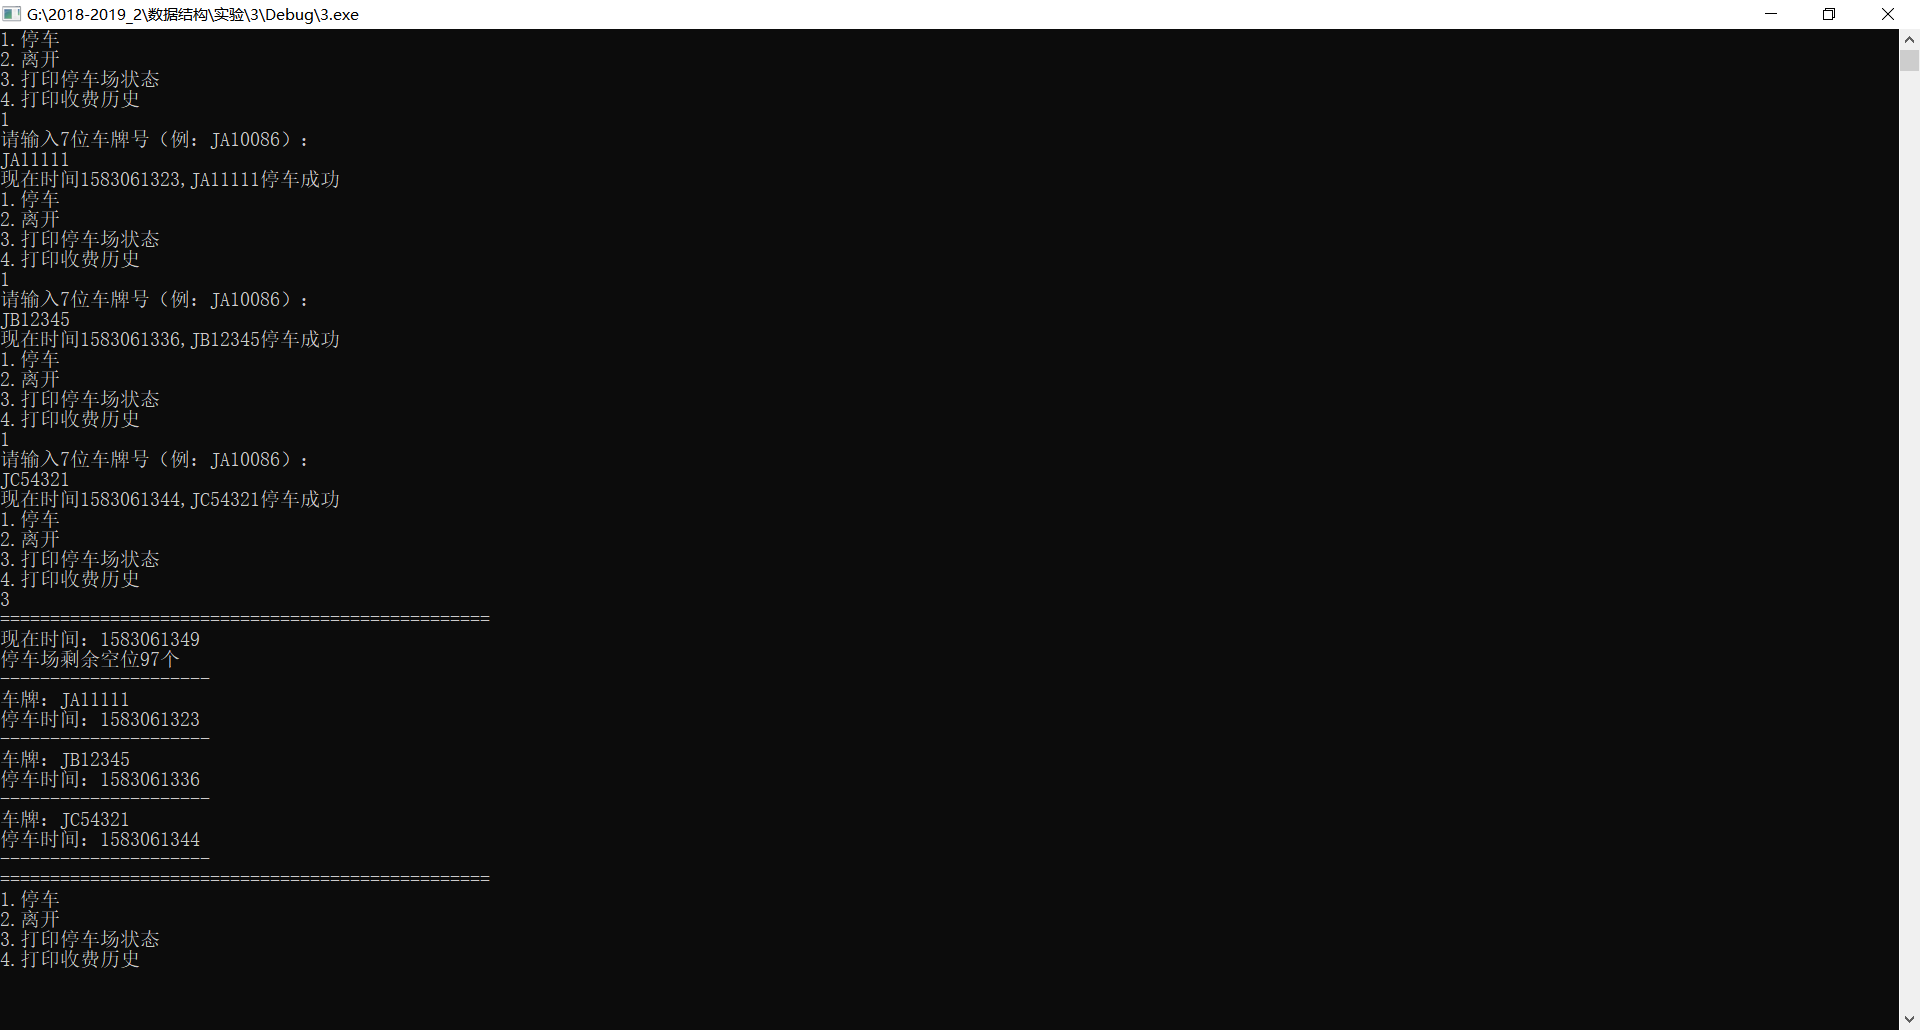 G:\2018-2019_2\数据结构\实验\3\Debug\3.exe
1.停车
2.离开
3.打印停车场状态
4.打印收费历史
1
请输入7位车牌号（例：JA10086）：
JA11111
现在时间1583061323,JA11111停车成功
1.停车
2.离开
3.打印停车场状态
4.打印收费历史
1
请输入7位车牌号（例：JA10086）：
JB12345
现在时间1583061336,JB12345停车成功
1.停车
2.离开
3.打印停车场状态
4.打印收费历史
1
请输入7位车牌号（例：JA10086）：
JC54321
现在时间1583061344,JC54321停车成功
1.停车
2.离开
3.打印停车场状态
4.打印收费历史
3
=================================================
现在时间：1583061349
停车场剩余空位97个
---------------------
车牌：JA11111
停车时间：1583061323
---------------------
车牌：JB12345
停车时间：1583061336
---------------------
车牌：JC54321
停车时间：1583061344
---------------------
=================================================
1.停车
2.离开
3.打印停车场状态
4.打印收费历史